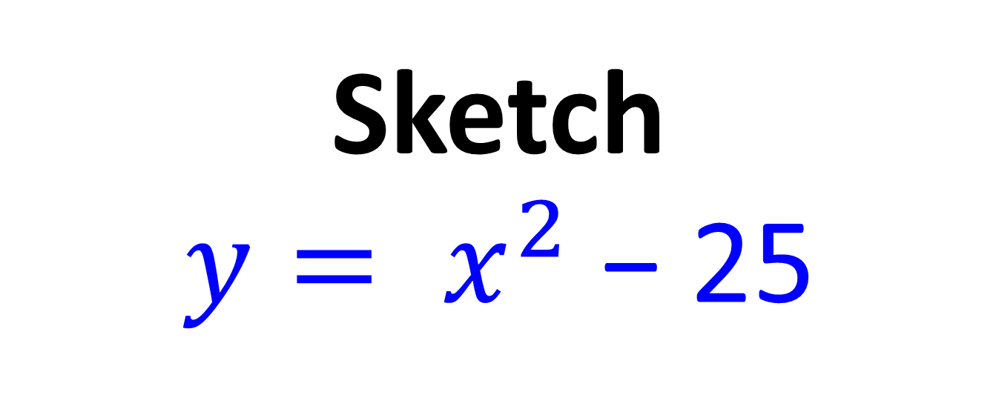 Sketch
y = x² – 25